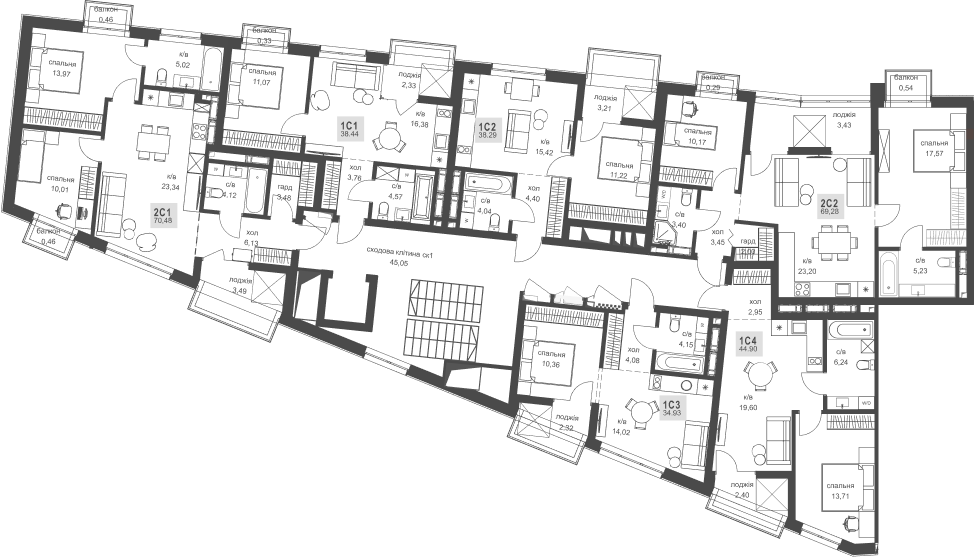 балкон
0,46
спальня
13,97
к/в
5,02
спальня
10,01
балкон
0,46
к/в
23,34
2С1
70,48
с/в
4,12
гард
3,48
хол
6,13
лоджія
3,49
балкон
0,33
спальня
11,07
1С1
38,44
лоджія
2,33
к/в
16,38
хол
3,76
с/в
4,57
1С2
38,29
к/в
15,42
с/в
4,04
хол
4,40
лоджія
3,21
спальня
11,22
сходова клітина ск1
45,05
балкон
0,29
спальня
10,17
с/в
3,40
хол
3,45
гард
лоджія
3,43
2С2
69,28
к/в
23,20
балкон
0,54
спальня
17,57
с/в
5,23
спальня
10,36
лоджія
2,32
хол
4,08
с/в
4,15
1С3
34,93
к/в
14,02
хол
2,95
1С4
44,90
к/в
19,60
с/в
6,24
W/D
лоджія
2,40
спальня
13,71